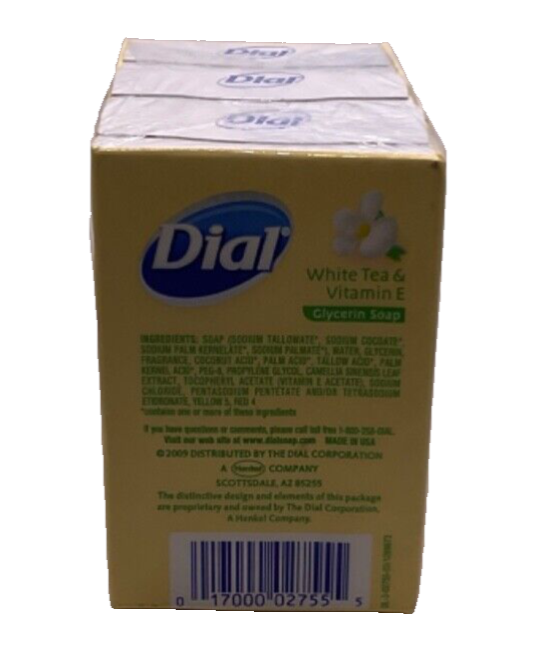 Dial
Dial
Dial
Dial
White Tea &
Vitamin E
Glycerin Soap
INGREDIENTS: SOAP (SODIUM TALLOWATE*, SODIUM COCOATE*,
SODIUM PALM KERNELATE*, SODIUM PALMATE*), WATER, GLYCERIN,
FRAGRANCE, COCONUT ACID*, PALM ACID*, TALLOW ACID*, PALM
KERNEL ACID*, PEG-8, PROPYLENE GLYCOL, CAMELLIA SINENSIS LEAF
EXTRACT, TOCOPHERYL ACETATE (VITAMIN E ACETATE), SODIUM
CHLORIDE, PENTASODIUM PENTETATE AND/OR TETRASODIUM
ETIDRONATE, YELLOW 5, RED 4
*contains one or more of these ingredients
If you have questions or comments, please call toll free 1-800-258-DIAL.
Visit our web site at www.dialsoap.com MADE IN USA
©2009 DISTRIBUTED BY THE DIAL CORPORATION
A Henkel COMPANY
SCOTTSDALE, AZ 85255
The distinctive design and elements of this package
are proprietary and owned by The Dial Corporation,
A Henkel Company.
0 17000 02755 5